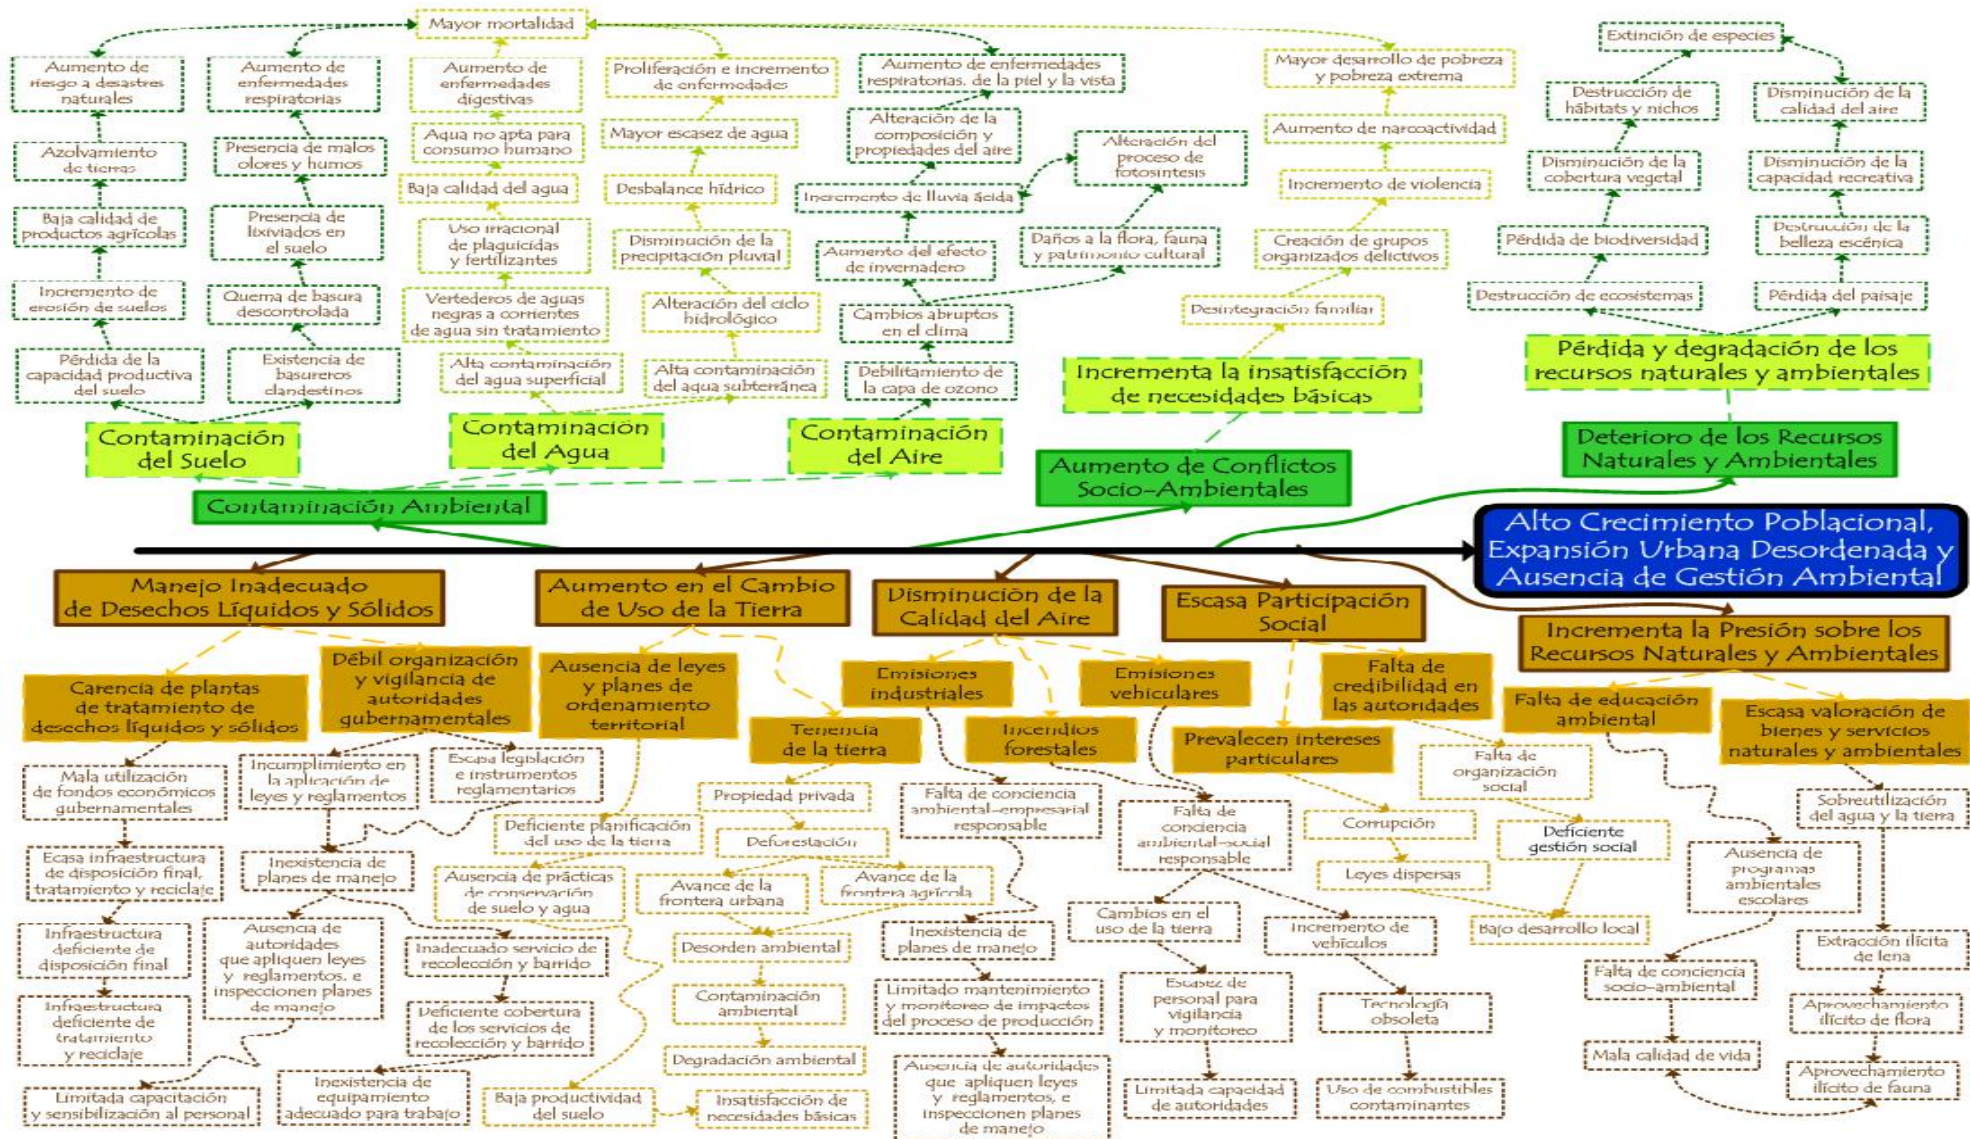 Mayor mortalidad
Extinción de especies
Aumento de
riesgo a desastres
naturales
Aumento de
enfermedades
respiratorias
Aumento de
enfermedades
digestivas
Proliferación e incremento
de enfermedades
Aumento de enfermedades
respiratorias. de la piel y la vista
Mayor desarrollo de pobreza
y pobreza extrema
Destrucción de
hábitats y nichos
Disminución de la
calidad del aire
Azolvamiento
de tierras
Presencia de malos
olores y humos
Agua no apta para
consumo humano
Mayor escasez de agua
Alteración de la
composición y
propiedades del aire
Alteración del
proceso de
fotosíntesis
Aumento de narcoactividad
Disminución de la
cobertura vegetal
Disminución de la
capacidad recreativa
Baja calidad de
productos agrícolas
Presencia de
lixiviados en
el suelo
Baja calidad del agua
Desbalance hídrico
Incremento de lluvia ácida
Incremento de violencia
Uso irracional
de plaguicidas
y fertilizantes
Disminución de la
precipitación pluvial
Aumento del efecto
de invernadero
Daños a la flora, fauna
y patrimonio cultural
Creación de grupos
organizados delictivos
Pérdida de biodiversidad
Destrucción de la
belleza escénica
Incremento de
erosión de suelos
Quema de basura
descontrolada
Vertederos de aguas
negras a corrientes
de agua sin tratamiento
Alteración del ciclo
hidrológico
Cambios abruptos
en el clima
Desintegración familiar
Destrucción de ecosistemas
Pérdida del paisaje
Pérdida de la
capacidad productiva
del suelo
Existencia de
basureros
clandestinos
Alta contaminación
del agua superficial
Alta contaminación
del agua subterránea
Debilitamiento de
la capa de ozono
Incrementa la insatisfacción
de necesidades básicas
Pérdida y degradación de los
recursos naturales y ambientales
Contaminación
del Suelo
Contaminación
del Agua
Contaminación
del Aire
Aumento de Conflictos
Socio-Ambientales
Deterioro de los Recursos
Naturales y Ambientales
Contaminación Ambiental
Alto Crecimiento Poblacional,
Expansión Urbana Desordenada y
Ausencia de Gestión Ambiental
Manejo Inadecuado
de Desechos Líquidos y Sólidos
Aumento en el Cambio
de Uso de la Tierra
Disminución de la
Calidad del Aire
Escasa Participación
Social
Incrementa la Presión sobre los
Recursos Naturales y Ambientales
Carencia de plantas
de tratamiento de
desechos líquidos y sólidos
Débil organización
y vigilancia de
autoridades
gubernamentales
Ausencia de leyes
y planes de
ordenamiento
territorial
Tenencia
de la tierra
Emisiones
industriales
Incendios
forestales
Emisiones
vehiculares
Prevalecen intereses
particulares
Falta de
credibilidad en
las autoridades
Falta de educación
ambiental
Escasa valoración de
bienes y servicios
naturales y ambientales
Mala utilización
de fondos económicos
gubernamentales
Incumplimiento en
la aplicación de
leyes y reglamentos
Escasa legislación
e instrumentos
reglamentarios
Propiedad privada
Falta de conciencia
ambiental-empresarial
responsable
Falta de
conciencia
ambiental-social
responsable
Falta de
organización
social
Corrupción
Sobreutilización
del agua y la tierra
Deficiente planificación
del uso de la tierra
Deforestación
Deficiente
gestión social
Ecasa infraestructura
de disposición final,
tratamiento y reciclaje
Inexistencia de
planes de manejo
Ausencia de prácticas
de conservación
de suelo y agua
Avance de la
frontera urbana
Avance de la
frontera agrícola
Leyes dispersas
Ausencia de
programas
ambientales
escolares
Infraestructura
deficiente de
disposición final
Ausencia de
autoridades
que apliquen leyes
y reglamentos, e
inspeccionen planes
de manejo
Inadecuado servicio de
recolección y barrido
Desorden ambiental
Inexistencia de
planes de manejo
Cambios en el
uso de la tierra
Incremento de
vehículos
Bajo desarrollo local
Extracción ilícita
de lena
Falta de conciencia
socio-ambiental
Infraestructura
deficiente de
tratamiento
y reciclaje
Deficiente cobertura
de los servicios de
recolección y barrido
Contaminación
ambiental
Limitado mantenimiento
y monitoreo de impactos
del proceso de producción
Escasez de
personal para
vigilancia
y monitoreo
Tecnología
obsoleta
Aprovechamiento
ilícito de flora
Degradación ambiental
Mala calidad de vida
Limitada capacitación
y sensibilización al personal
Inexistencia de
equipamiento
adecuado para trabajo
Baja productividad
del suelo
Insatisfacción de
necesidades básicas
Ausencia de autoridades
que apliquen leyes
y reglamentos, e
inspeccionen planes
de manejo
Limitada capacidad
de autoridades
Uso de combustibles
contaminantes
Aprovechamiento
ilícito de fauna